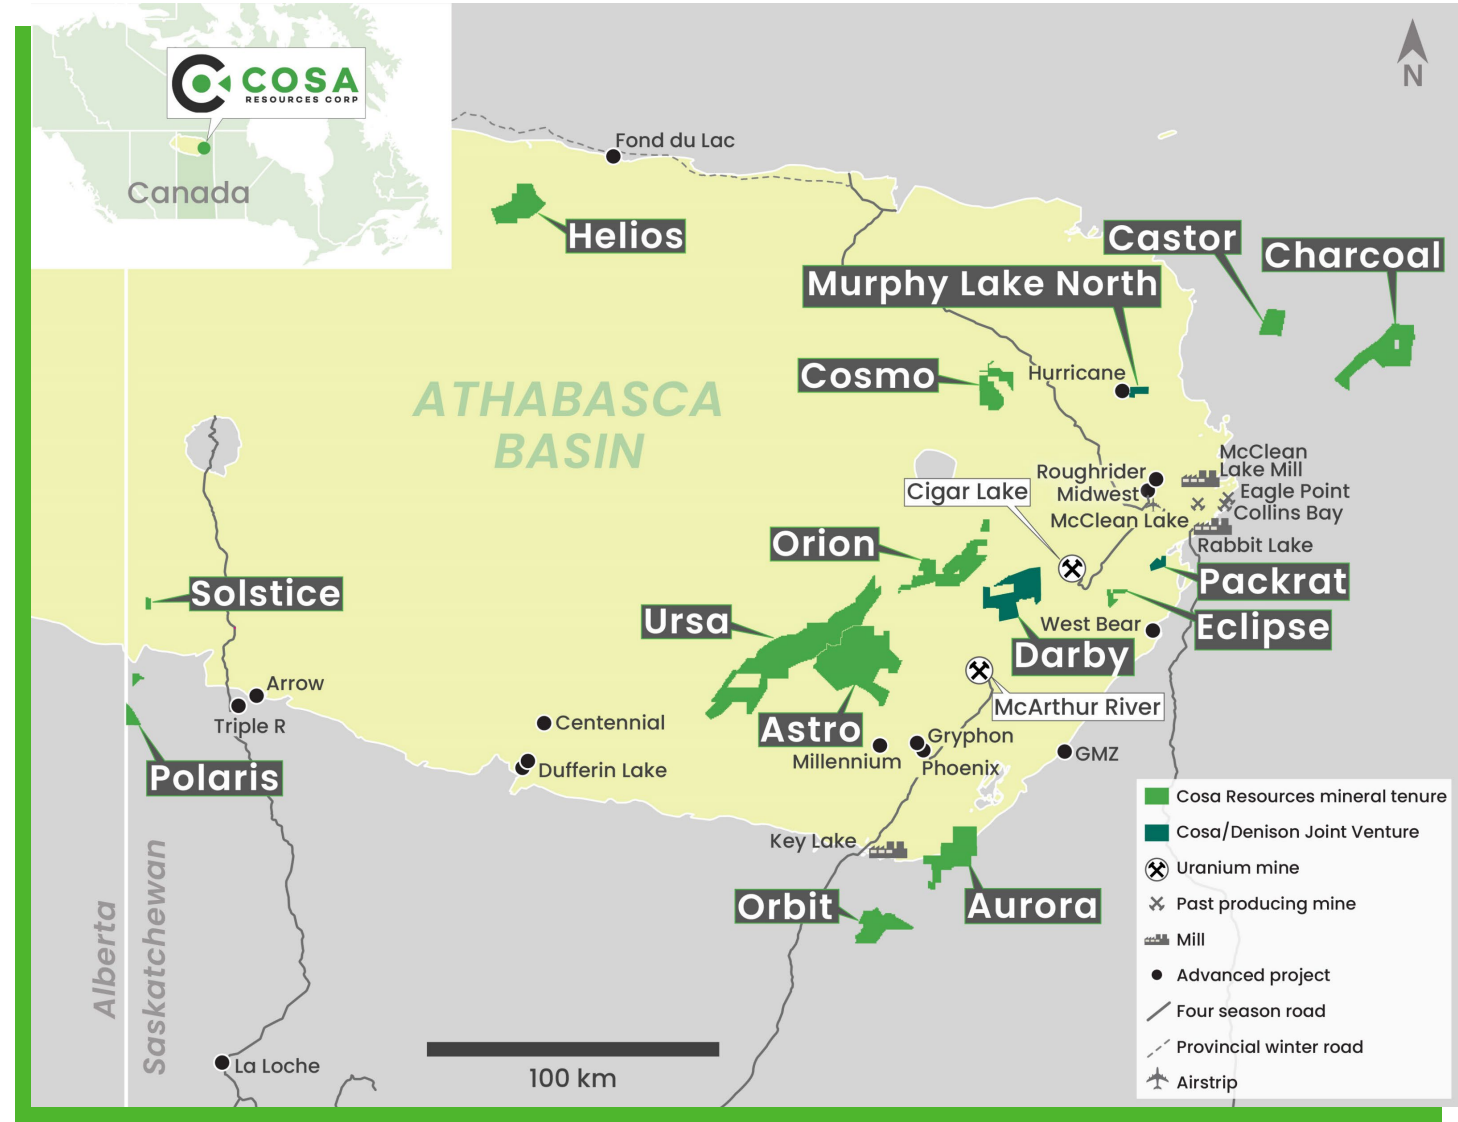 COSA
RESOURCES CORP
Canada
N
Fond du Lac
Helios
Castor
Charcoal
Murphy Lake North
Cosmo
Hurricane
ATHABASCA
BASIN
McClean
Lake Mill
Roughrider
Cigar Lake
Midwest
Eagle Point
McClean Lake
Collins Bay
Orion
Rabbit Lake
Solstice
Packrat
Ursa
West Bear
Eclipse
Darby
Arrow
McArthur River
Triple R
Centennial
Astro
Gryphon
Millennium
Phoenix
GMZ
Polaris
Dufferin Lake
Key Lake
Orbit
Aurora
Alberta
Saskatchewan
La Loche
100 km
Cosa Resources mineral tenure
Cosa/Denison Joint Venture
Uranium mine
Past producing mine
Mill
Advanced project
Four season road
Provincial winter road
Airstrip